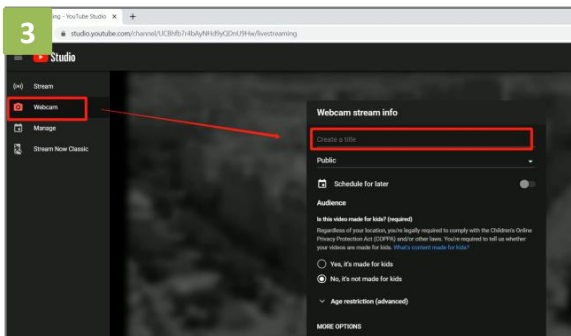 3
ng - YouTube Studio
studio.youtube.com/channel/UCBhfb7r4bAyNHd9yQDnU9Hw/livestreaming
Studio
Stream
Webcam
Manage
Stream Now Classic
Webcam stream info
Create a title
Public
Schedule for later
Audience
Is this video made for kids? (required)
Regardless of your location, you're legally required to comply with the Children's Online
Privacy Protection Act (COPPA) and/or other laws. You're required to tell us whether
your videos are made for kids. What's content made for kids?
Yes, it's made for kids
No, it's not made for kids
Age restriction (advanced)
MORE OPTIONS